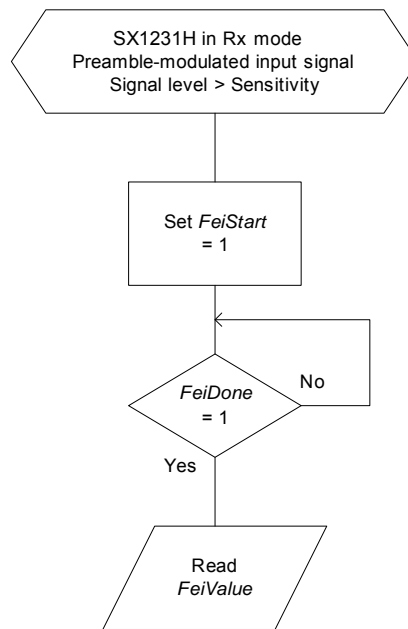 SX1231H in Rx mode
Preamble-modulated input signal
Signal level > Sensitivity
Set FeiStart
= 1
FeiDone
= 1
No
Yes
Read
FeiValue